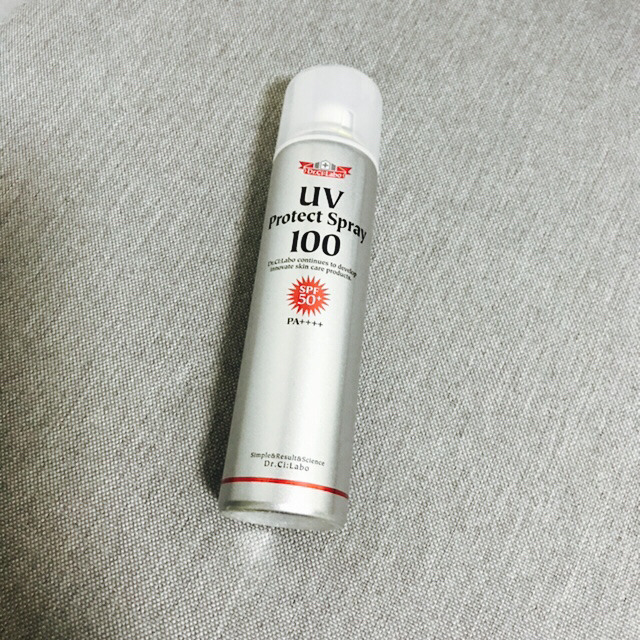 Dr.Ci:Labo
UV
Protect Spray
100
Dr.Ci:Labo continues to develop
innovate skin care products.
SPF
50+
PA++++
Simple&Result&Science
Dr.Ci:Labo